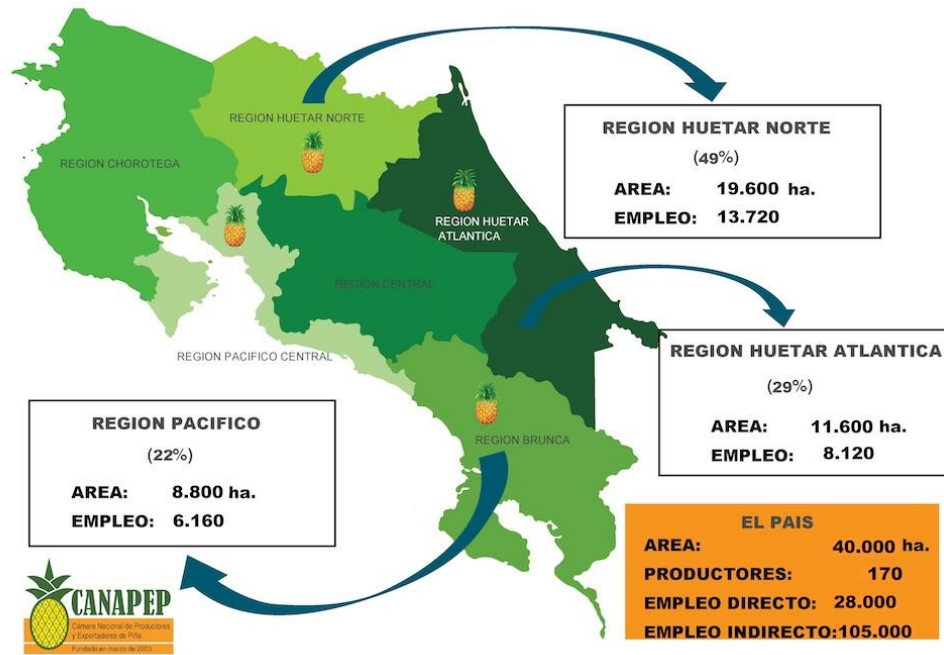 REGION HUETAR NORTE
REGION CHOROTEGA
REGION HUETAR
ATLANTICA
REGION CENTRAL
REGION PACIFICO CENTRAL
REGION BRUNCA
REGION HUETAR NORTE
(49%)
AREA: 19.600 ha.
EMPLEO: 13.720
REGION HUETAR ATLANTICA
(29%)
AREA: 11.600 ha.
EMPLEO: 8.120
REGION PACIFICO
(22%)
AREA: 8.800 ha.
EMPLEO: 6.160
EL PAIS
AREA: 40.000 ha.
PRODUCTORES: 170
EMPLEO DIRECTO: 28.000
EMPLEO INDIRECTO:105.000
CANAPEP
Cámara Nacional de Productores
y Exportadores de Piña
Fundada en marzo de 2003